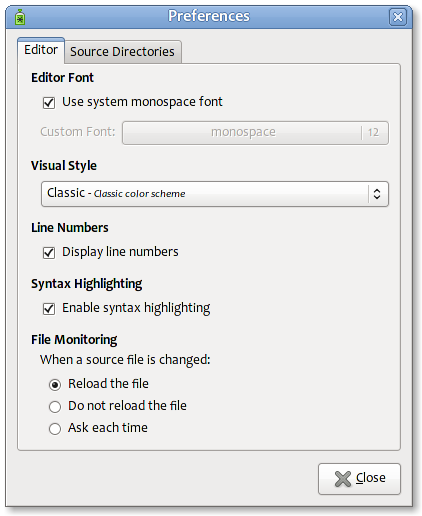 Preferences
Editor
Source Directories
Editor Font
Use system monospace font
Custom Font: monospace 12
Visual Style
Classic - Classic color scheme
Line Numbers
Display line numbers
Syntax Highlighting
Enable syntax highlighting
File Monitoring
When a source file is changed:
Reload the file
Do not reload the file
Ask each time
Close